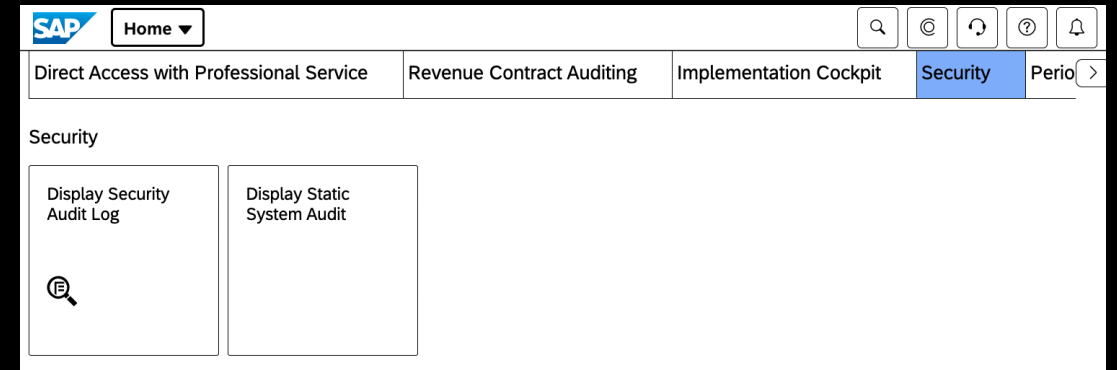 SAP Home
Direct Access with Professional Service Revenue Contract Auditing Implementation Cockpit Security Perio
Security
Display Security
Audit Log
Display Static
System Audit